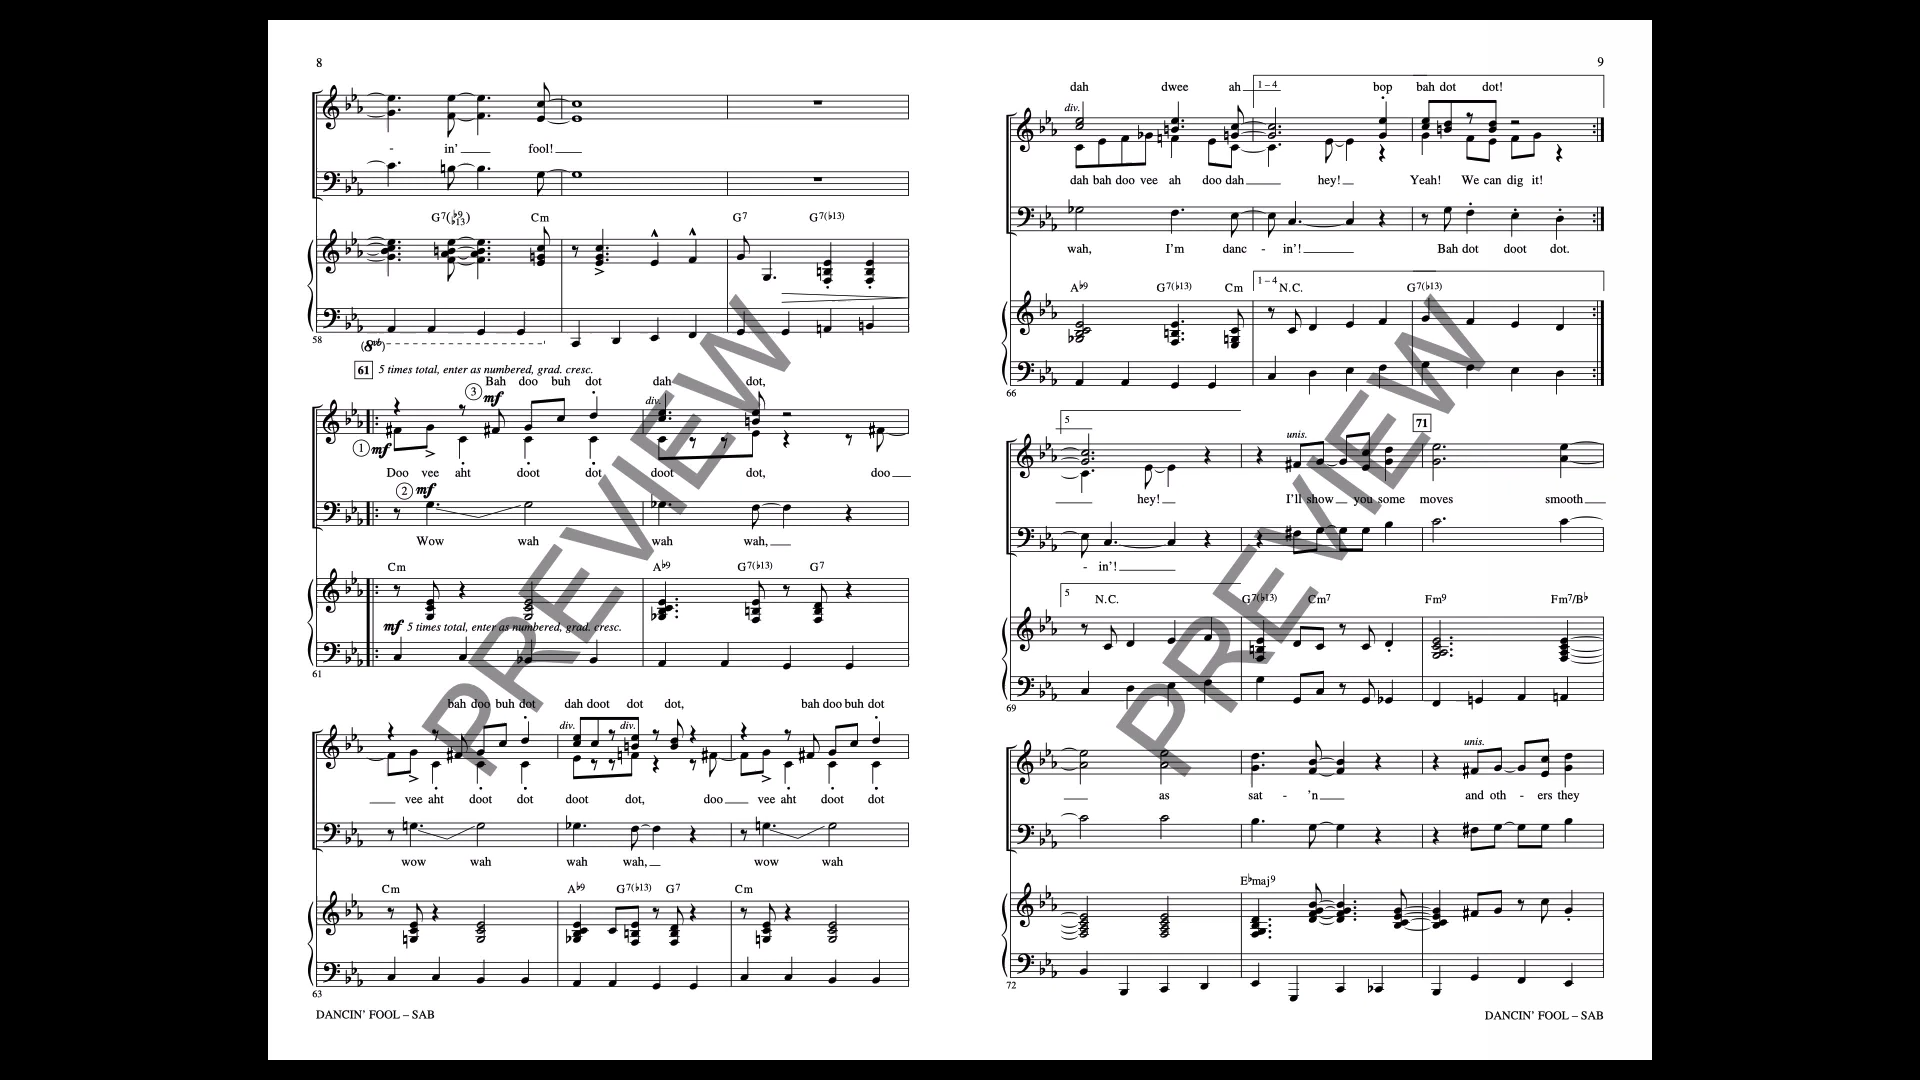 8
- in' fool!
G7(♭9 ♭13) Cm G7 G7(♭13)
58
(8vb)
61 5 times total, enter as numbered, grad. cresc.
Bah doo buh dot dah dot,
3 mf
div.
1 mf
Doo vee aht doot dot doot dot, doo
2 mf
Wow wah wah wah,
Cm A♭9 G7(♭13) G7
mf 5 times total, enter as numbered, grad. cresc.
61
bah doo buh dot dah doot dot dot, bah doo buh dot
div. div.
vee aht doot dot doot dot, doo vee aht doot dot
wow wah wah wah, wow wah
Cm A♭9 G7(♭13) G7 Cm
63
DANCIN' FOOL – SAB
9
dah dwee ah 1–4 bop bah dot dot!
div.
dah bah doo vee ah doo dah hey! Yeah! We can dig it!
wah, I'm danc - in'! Bah dot doot dot.
A♭9 G7(♭13) Cm 1–4 N.C. G7(♭13)
66
5 71
unis.
hey! I'll show you some moves smooth
- in'!
5 N.C. G7(♭13) Cm7 Fm9 Fm7/B♭
69
unis.
as sat - 'n and oth - ers they
E♭maj9
72
DANCIN' FOOL – SAB
PREVIEW
PREVIEW